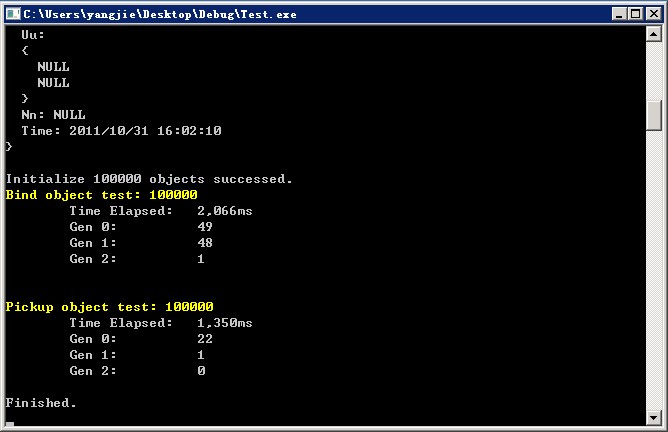 C:\Users\yangjie\Desktop\Debug\Test.exe
Uu:
{
NULL
NULL
}
Nn: NULL
Time: 2011/10/31 16:02:10
}
Initialize 100000 objects successed.
Bind object test: 100000
Time Elapsed: 2,066ms
Gen 0: 49
Gen 1: 48
Gen 2: 1
Pickup object test: 100000
Time Elapsed: 1,350ms
Gen 0: 22
Gen 1: 1
Gen 2: 0
Finished.